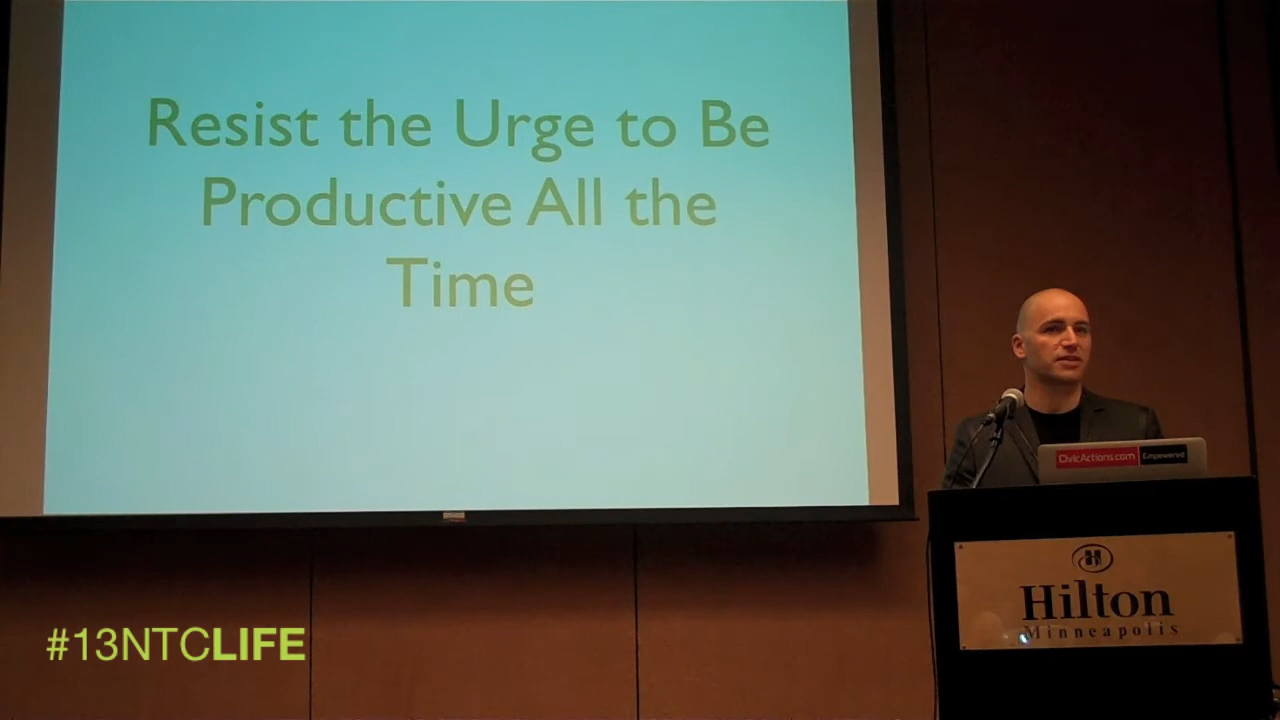 Resist the Urge to Be
Productive All the
Time
CivicActions.com Empowered
Hilton
Minneapolis
#13NTCLIFE